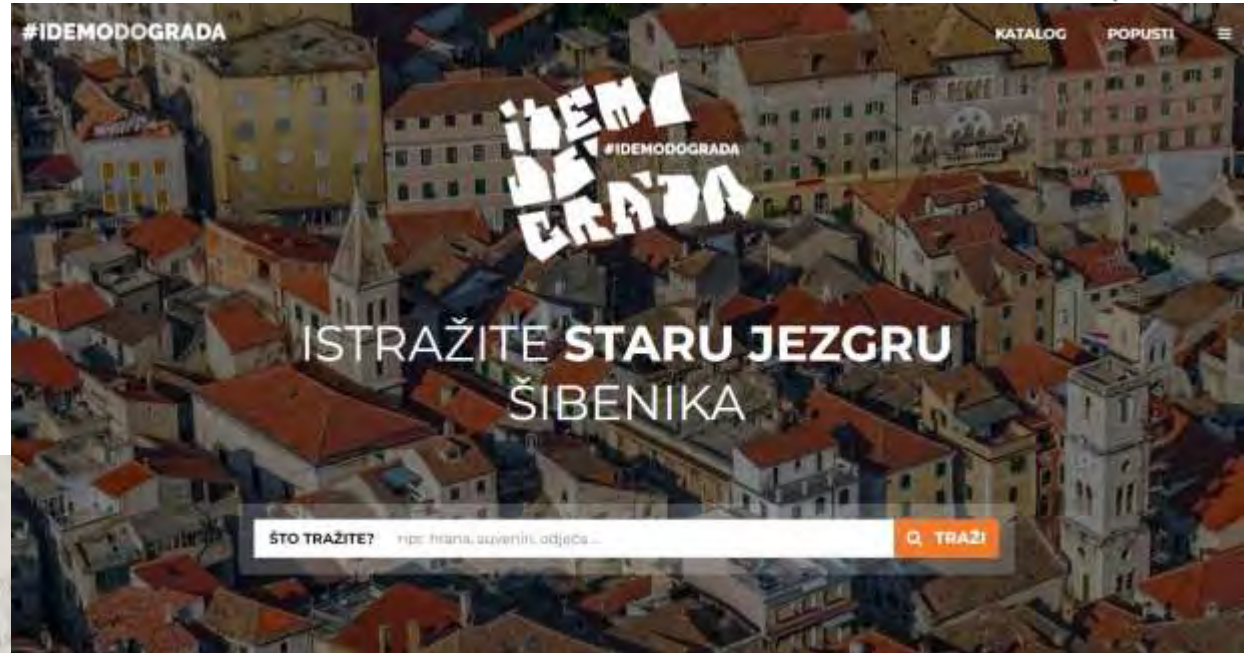 #IDEMODOGRADA
KATALOG POPUSTI
IDEMO
DO #IDEMODOGRADA
GRADA
ISTRAŽITE STARU JEZGRU
ŠIBENIKA
ŠTO TRAŽITE? npr. hrana, suveniri, odjeća...
TRAŽI